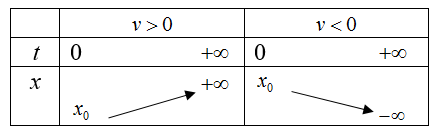 v > 0 v < 0
t 0 +∞ 0 +∞
x +∞ x₀
x₀ −∞